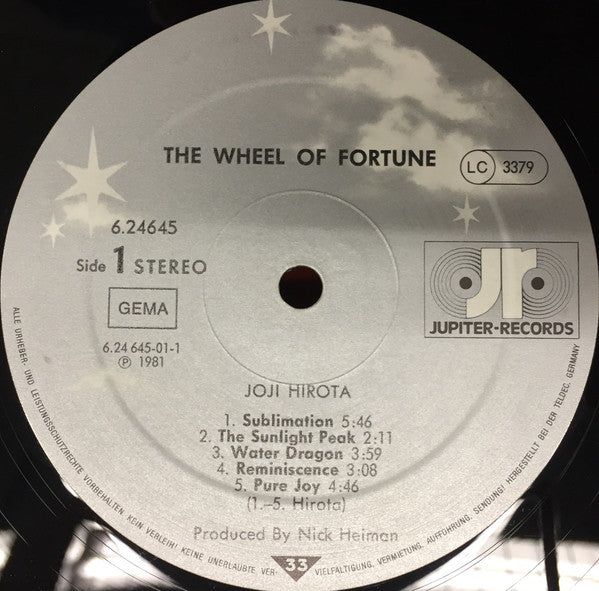 THE WHEEL OF FORTUNE
LC 3379
6.24645
Side 1 STEREO
GEMA
6.24 645-01-1
℗ 1981
jr
JUPITER-RECORDS
JOJI HIROTA
1. Sublimation 5:46
2. The Sunlight Peak 2:11
3. Water Dragon 3:59
4. Reminiscence 3:08
5. Pure Joy 4:46
(1.–5. Hirota)
Produced By Nick Heiman
33
ALLE URHEBER- UND LEISTUNGSSCHUTZRECHTE VORBEHALTEN. KEIN VERLEIH! KEINE UNERLAUBTE VER- VIELFÄLTIGUNG, VERMIETUNG, AUFFÜHRUNG, SENDUNG! HERGESTELLT BEI DER TELDEC, GERMANY